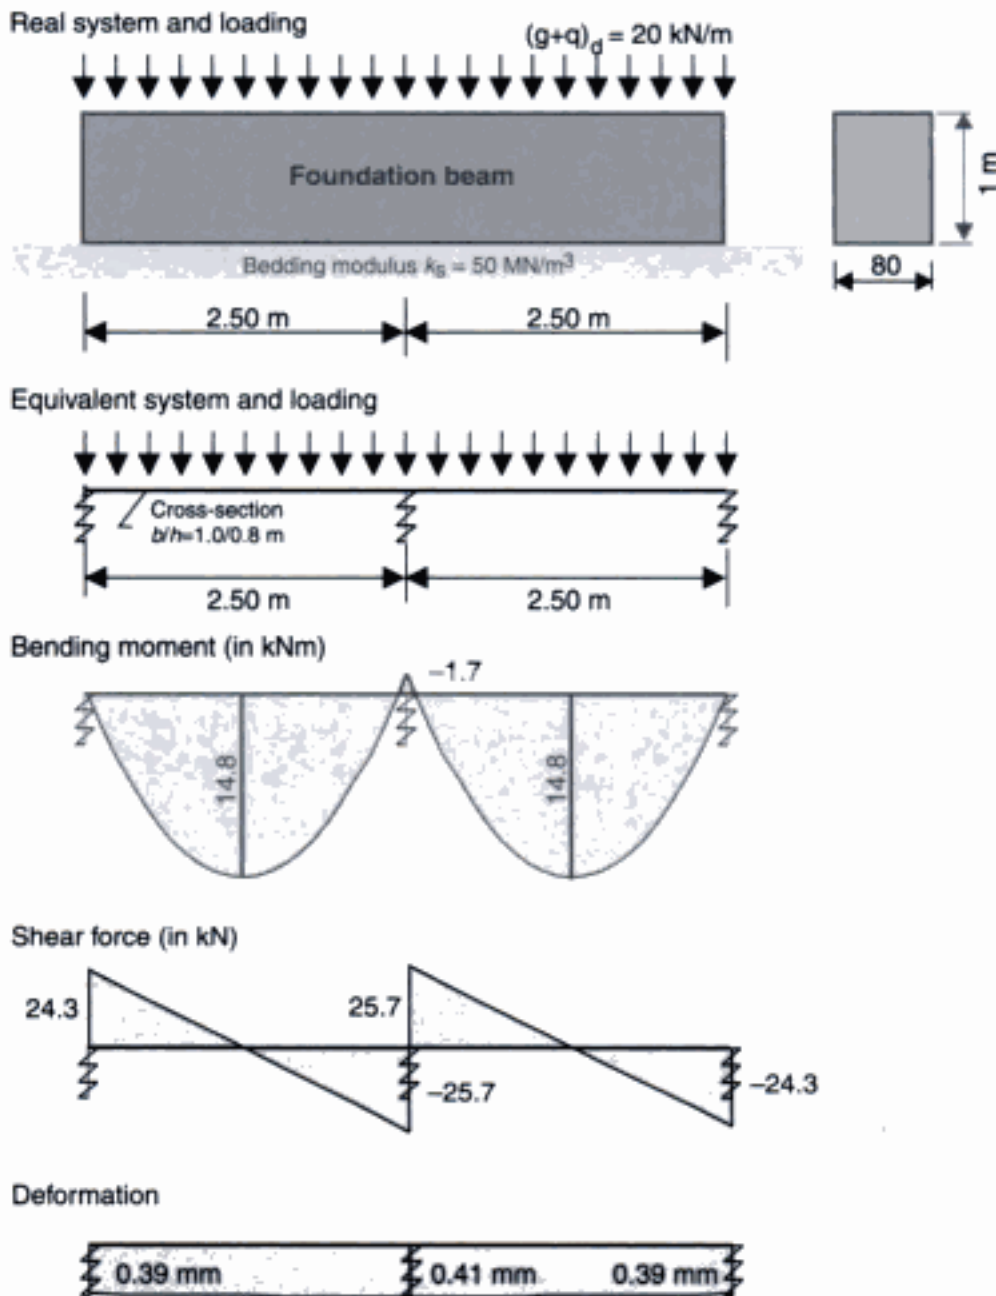 Real system and loading
(g+q)d = 20 kN/m
Foundation beam
1 m
Bedding modulus ks = 50 MN/m³
80
2.50 m 2.50 m
Equivalent system and loading
Cross-section
b/h=1.0/0.8 m
2.50 m 2.50 m
Bending moment (in kNm)
–1.7
14.8 14.8
Shear force (in kN)
24.3 25.7
–25.7 –24.3
Deformation
0.39 mm 0.41 mm 0.39 mm